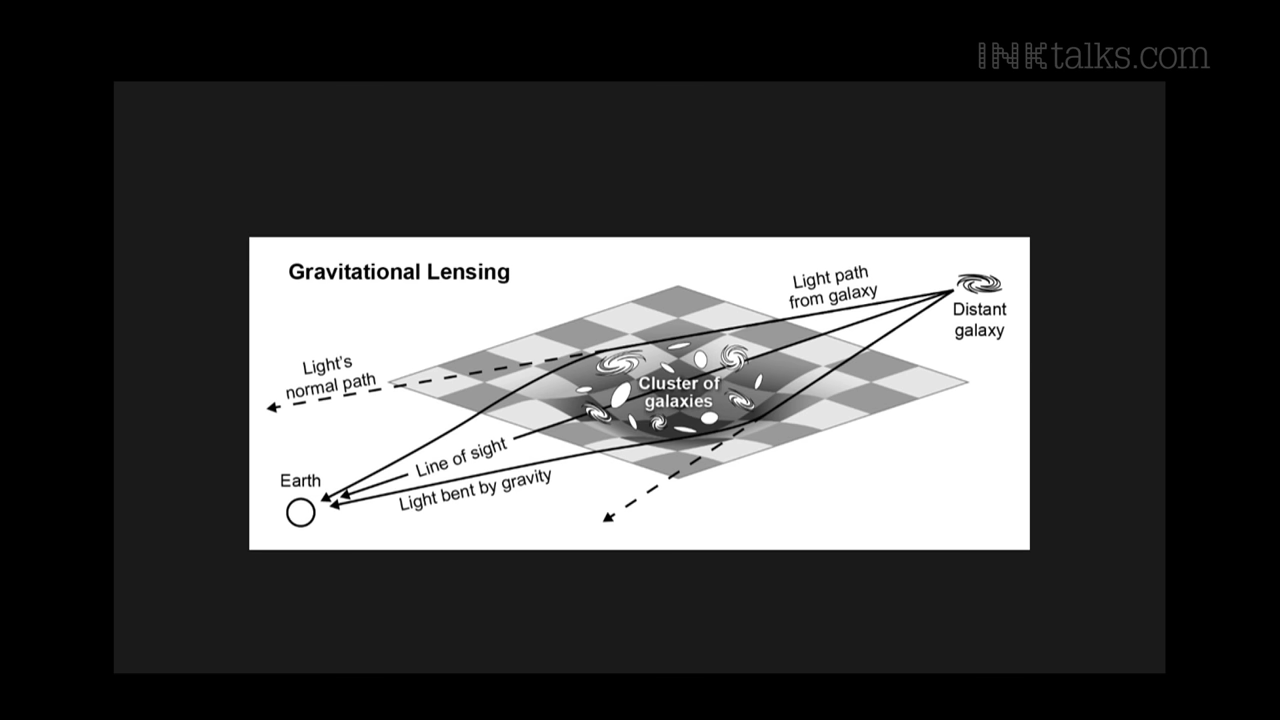 INKtalks.com
Gravitational Lensing
Light path
from galaxy
Distant
galaxy
Light's
normal path
Cluster of
galaxies
Line of sight
Light bent by gravity
Earth